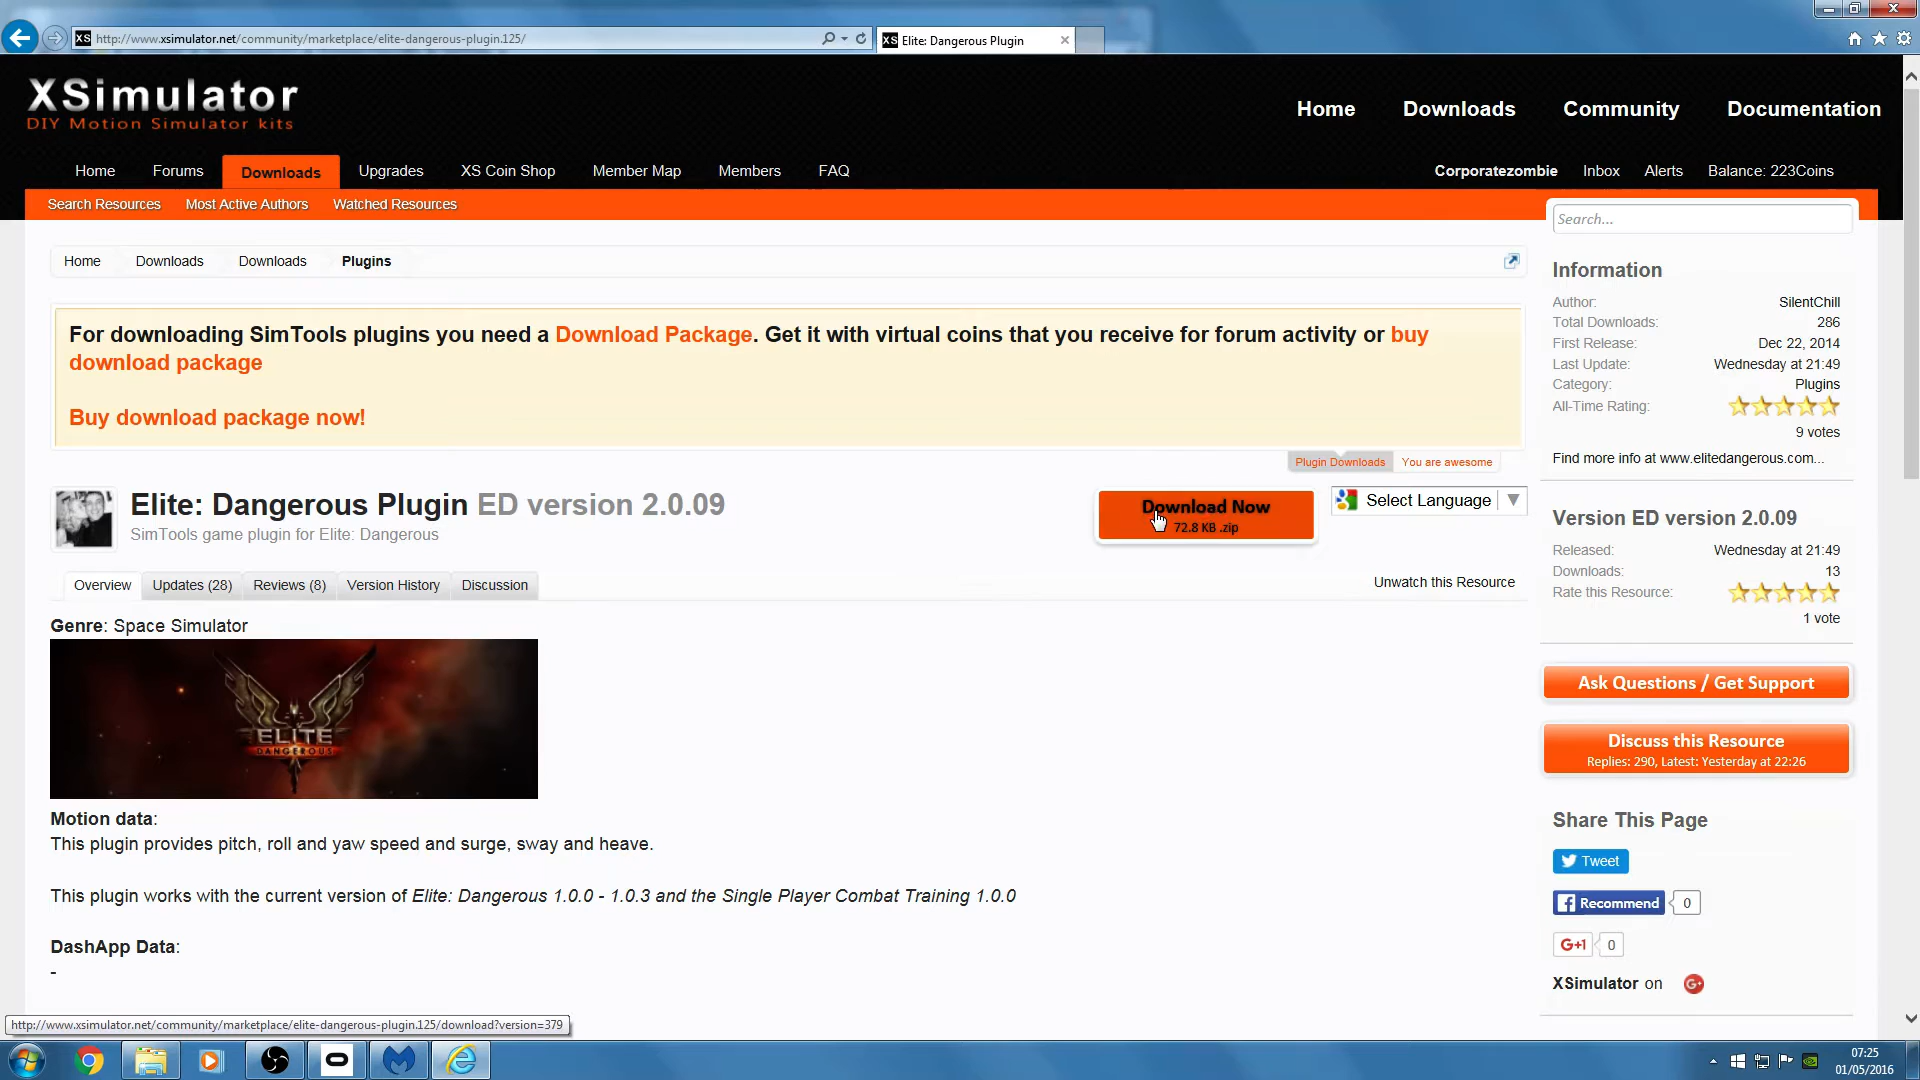 http://www.xsimulator.net/community/marketplace/elite-dangerous-plugin.125/
XS Elite: Dangerous Plugin
XSimulator
DIY Motion Simulator kits
Home Downloads Community Documentation
Home Forums Downloads Upgrades XS Coin Shop Member Map Members FAQ
Corporatezombie Inbox Alerts Balance: 223Coins
Search Resources Most Active Authors Watched Resources
Search...
Home Downloads Downloads Plugins
For downloading SimTools plugins you need a Download Package. Get it with virtual coins that you receive for forum activity or buy
download package
Buy download package now!
Plugin Downloads You are awesome
Elite: Dangerous Plugin ED version 2.0.09
SimTools game plugin for Elite: Dangerous
Download Now
72.8 KB .zip
Select Language
Overview Updates (28) Reviews (8) Version History Discussion
Unwatch this Resource
Genre: Space Simulator
ELITE
DANGEROUS
Motion data:
This plugin provides pitch, roll and yaw speed and surge, sway and heave.
This plugin works with the current version of Elite: Dangerous 1.0.0 - 1.0.3 and the Single Player Combat Training 1.0.0
DashApp Data:
-
Information
Author: SilentChill
Total Downloads: 286
First Release: Dec 22, 2014
Last Update: Wednesday at 21:49
Category: Plugins
All-Time Rating:
9 votes
Find more info at www.elitedangerous.com...
Version ED version 2.0.09
Released: Wednesday at 21:49
Downloads: 13
Rate this Resource:
1 vote
Ask Questions / Get Support
Discuss this Resource
Replies: 290, Latest: Yesterday at 22:26
Share This Page
Tweet
Recommend 0
G+1 0
XSimulator on G+
http://www.xsimulator.net/community/marketplace/elite-dangerous-plugin.125/download?version=379
07:25
01/05/2016